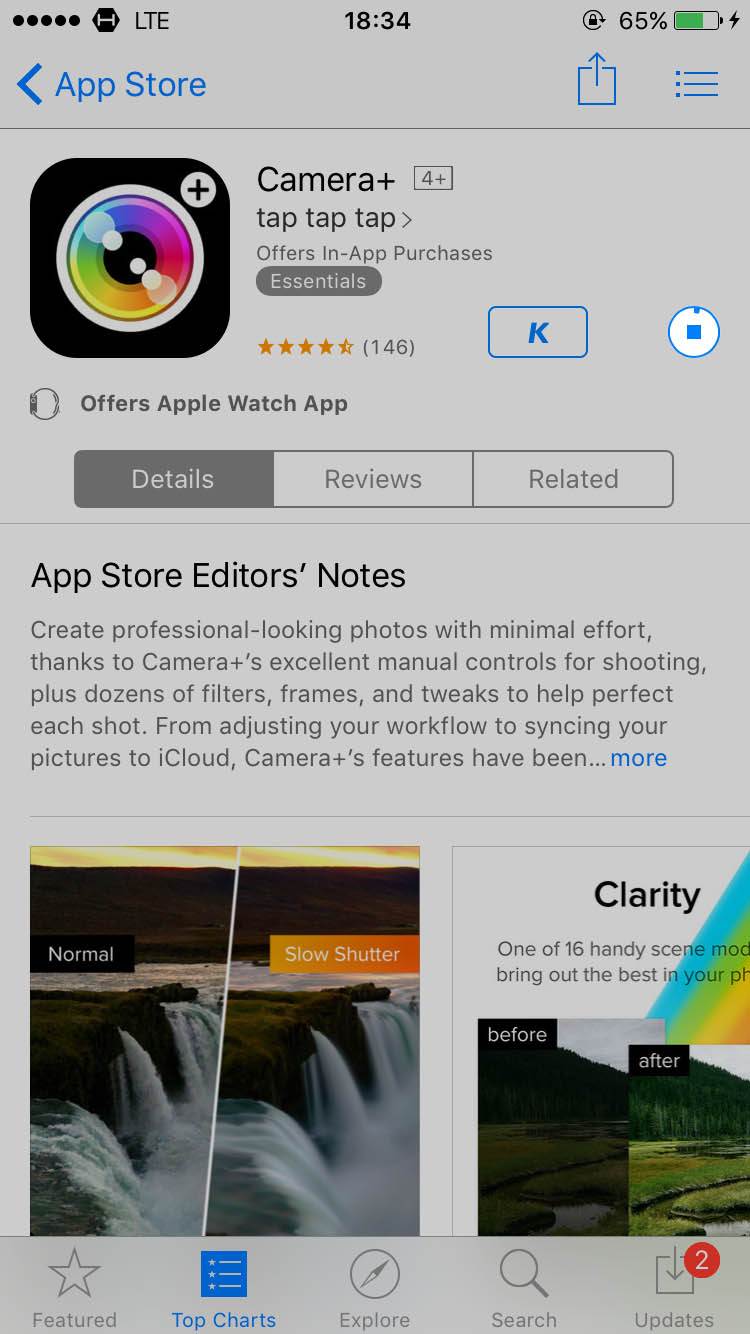 LTE 18:34 65%
App Store
Camera+ 4+
tap tap tap
Offers In-App Purchases
Essentials
(146)
K
Offers Apple Watch App
Details Reviews Related
App Store Editors’ Notes
Create professional-looking photos with minimal effort,
thanks to Camera+’s excellent manual controls for shooting,
plus dozens of filters, frames, and tweaks to help perfect
each shot. From adjusting your workflow to syncing your
pictures to iCloud, Camera+’s features have been... more
Normal
Slow Shutter
Clarity
One of 16 handy scene mod
bring out the best in your ph
before
after
2
Featured Top Charts Explore Search Updates